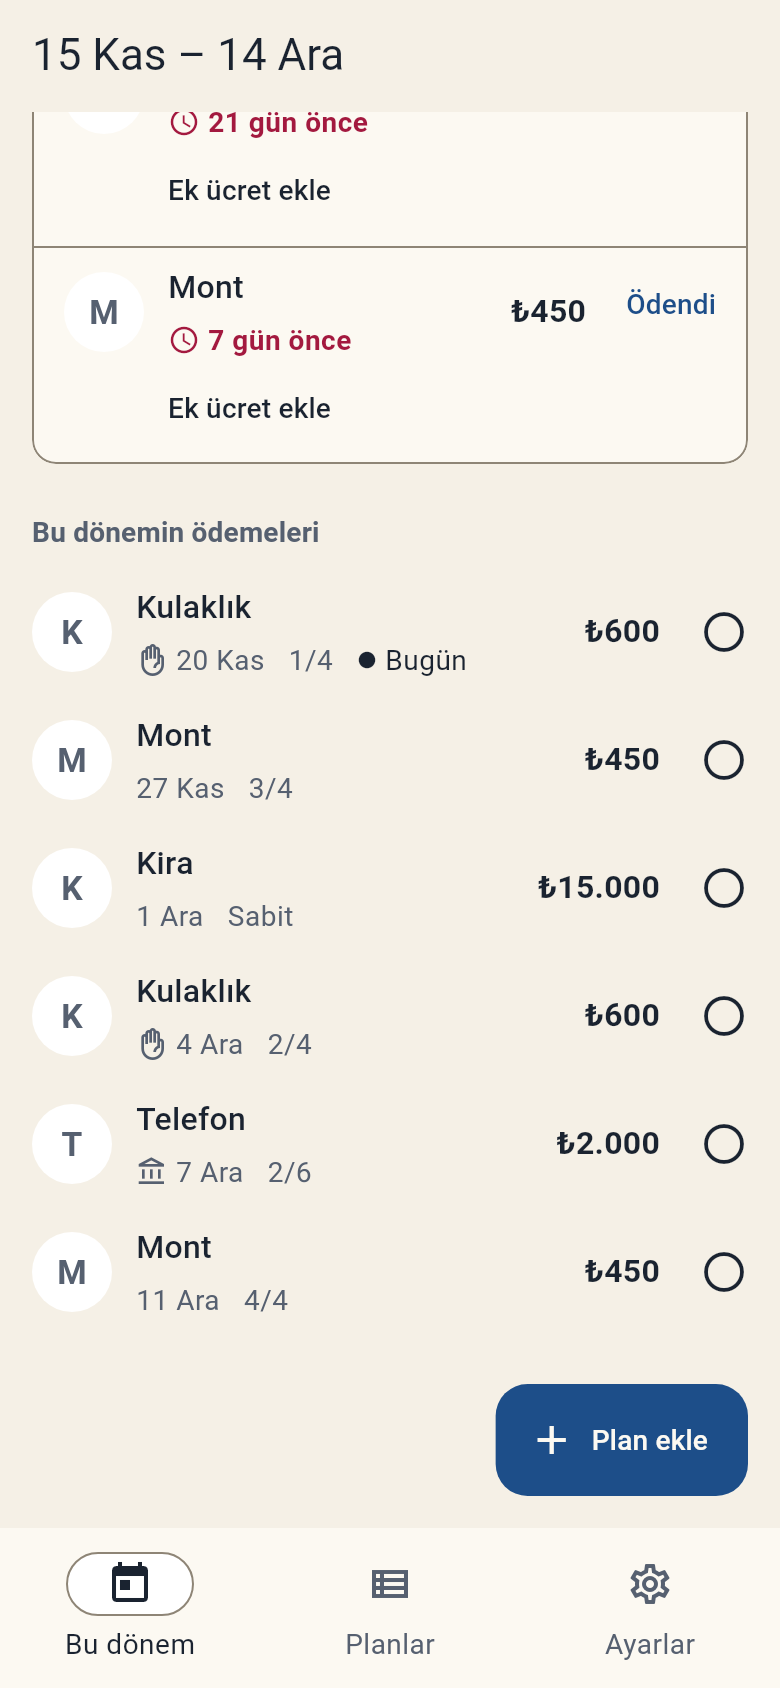 15 Kas – 14 Ara
21 gün önce
Ek ücret ekle
M
Mont
₺450
Ödendi
7 gün önce
Ek ücret ekle
Bu dönemin ödemeleri
K
Kulaklık
₺600
20 Kas 1/4 Bugün
M
Mont
₺450
27 Kas 3/4
K
Kira
₺15.000
1 Ara Sabit
K
Kulaklık
₺600
4 Ara 2/4
T
Telefon
₺2.000
7 Ara 2/6
M
Mont
₺450
11 Ara 4/4
Plan ekle
Bu dönem
Planlar
Ayarlar